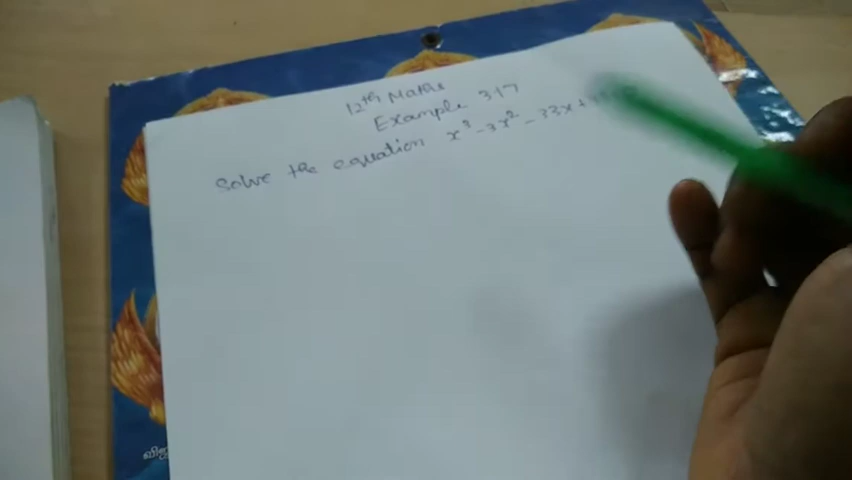 12th Maths
Example 3.17
Solve the equation x³ - 3x² - 33x +